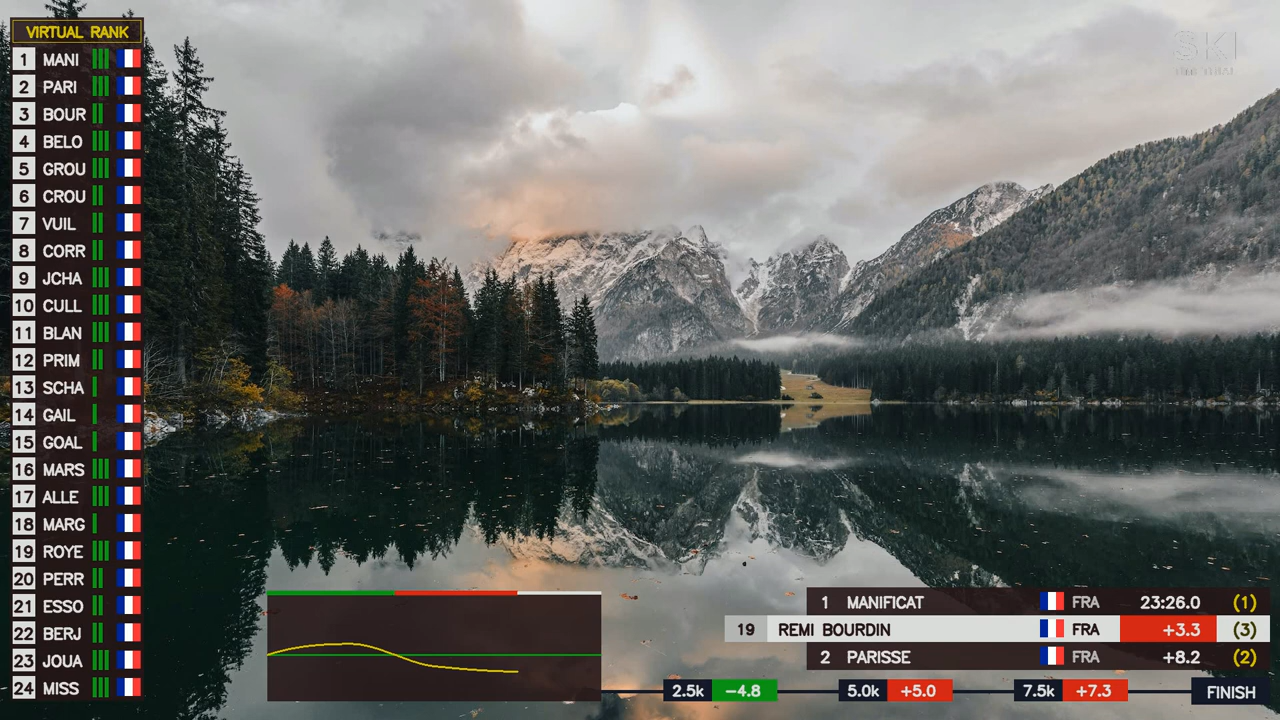 VIRTUAL RANK
SKI
TIME TRIAL
1 MANI
2 PARI
3 BOUR
4 BELO
5 GROU
6 CROU
7 VUIL
8 CORR
9 JCHA
10 CULL
11 BLAN
12 PRIM
13 SCHA
14 GAIL
15 GOAL
16 MARS
17 ALLE
18 MARG
19 ROYE
20 PERR
21 ESSO
22 BERJ
23 JOUA
24 MISS
1 MANIFICAT FRA 23:26.0 (1)
19 REMI BOURDIN FRA +3.3 (3)
2 PARISSE FRA +8.2 (2)
2.5k -4.8 5.0k +5.0 7.5k +7.3 FINISH